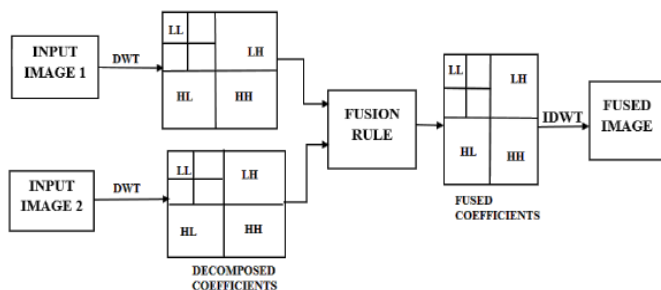 INPUT
IMAGE 1
DWT
LL
LH
HL
HH
INPUT
IMAGE 2
DWT
LL
LH
HL
HH
DECOMPOSED
COEFFICIENTS
FUSION
RULE
LL
LH
HL
HH
FUSED
COEFFICIENTS
IDWT
FUSED
IMAGE